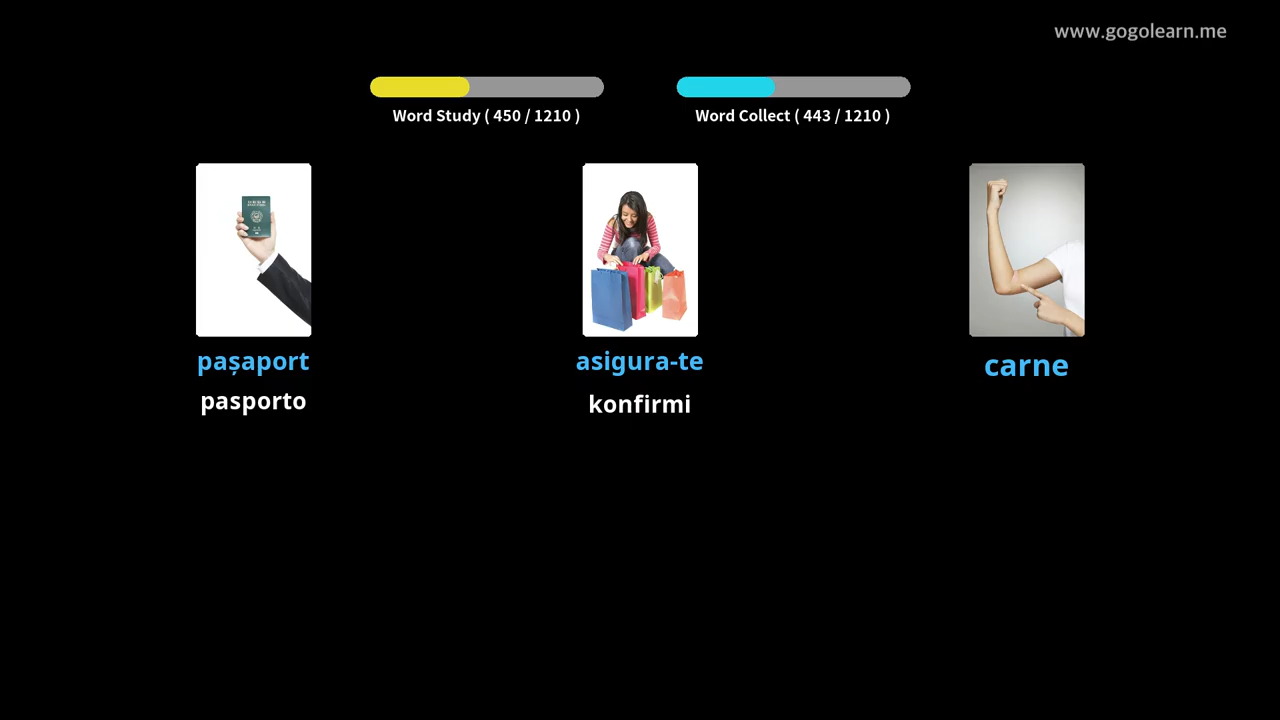 www.gogolearn.me
Word Study ( 450 / 1210 )
Word Collect ( 443 / 1210 )
pașaport
asigura-te
carne
pasporto
konfirmi